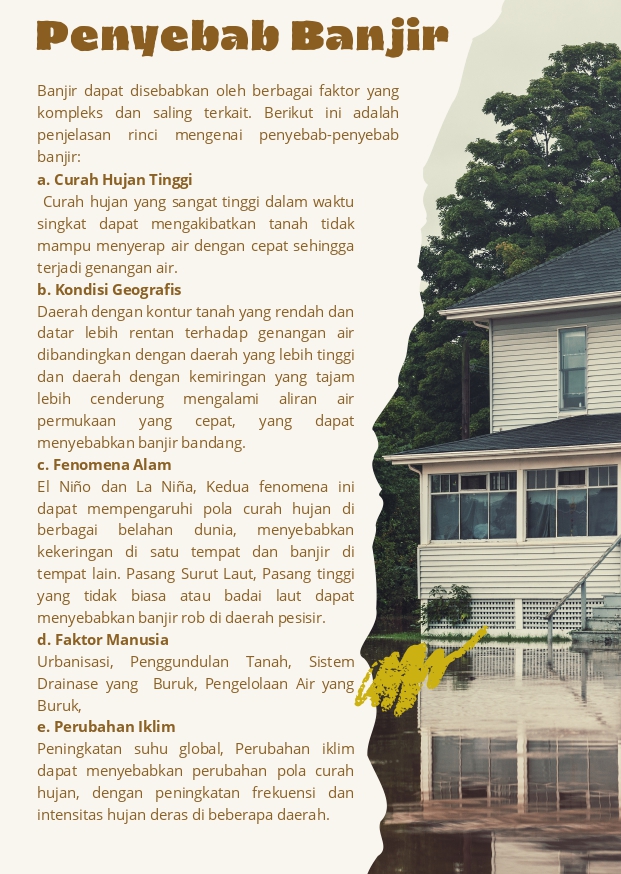 Penyebab Banjir
Banjir dapat disebabkan oleh berbagai faktor yang
kompleks dan saling terkait. Berikut ini adalah
penjelasan rinci mengenai penyebab-penyebab
banjir:
a. Curah Hujan Tinggi
Curah hujan yang sangat tinggi dalam waktu
singkat dapat mengakibatkan tanah tidak
mampu menyerap air dengan cepat sehingga
terjadi genangan air.
b. Kondisi Geografis
Daerah dengan kontur tanah yang rendah dan
datar lebih rentan terhadap genangan air
dibandingkan dengan daerah yang lebih tinggi
dan daerah dengan kemiringan yang tajam
lebih cenderung mengalami aliran air
permukaan yang cepat, yang dapat
menyebabkan banjir bandang.
c. Fenomena Alam
El Niño dan La Niña, Kedua fenomena ini
dapat mempengaruhi pola curah hujan di
berbagai belahan dunia, menyebabkan
kekeringan di satu tempat dan banjir di
tempat lain. Pasang Surut Laut, Pasang tinggi
yang tidak biasa atau badai laut dapat
menyebabkan banjir rob di daerah pesisir.
d. Faktor Manusia
Urbanisasi, Penggundulan Tanah, Sistem
Drainase yang Buruk, Pengelolaan Air yang
Buruk,
e. Perubahan Iklim
Peningkatan suhu global, Perubahan iklim
dapat menyebabkan perubahan pola curah
hujan, dengan peningkatan frekuensi dan
intensitas hujan deras di beberapa daerah.